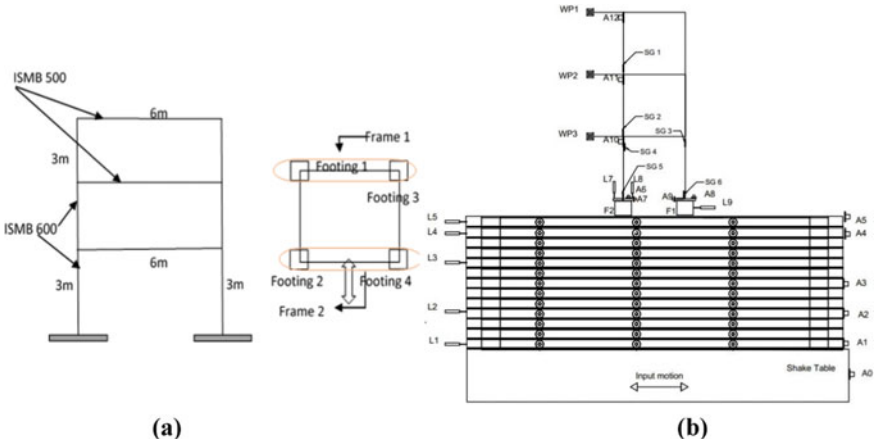 ISMB 500
6m
3m
ISMB 600
6m
3m
3m
Frame 1
Footing 1
Footing 3
Footing 2
Footing 4
Frame 2
(a)
WP1
A12
SG 1
WP2
A11
SG 2
WP3
SG 3
A10
SG 4
SG 5
L7
L8
A6
A7
SG 6
A9
A8
L9
F2
F1
L5
A5
L4
A4
L3
A3
L2
A2
L1
A1
Shake Table
Input motion
A0
(b)